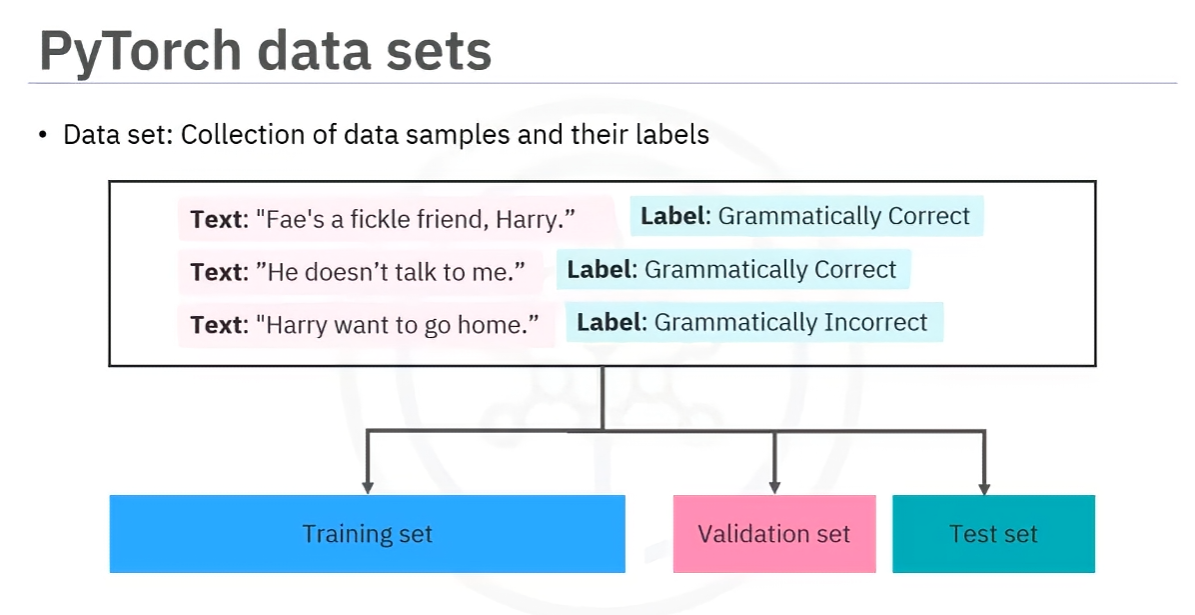 PyTorch data sets
• Data set: Collection of data samples and their labels
Text: "Fae's a fickle friend, Harry.” Label: Grammatically Correct
Text: ”He doesn’t talk to me.” Label: Grammatically Correct
Text: "Harry want to go home.” Label: Grammatically Incorrect
Training set Validation set Test set